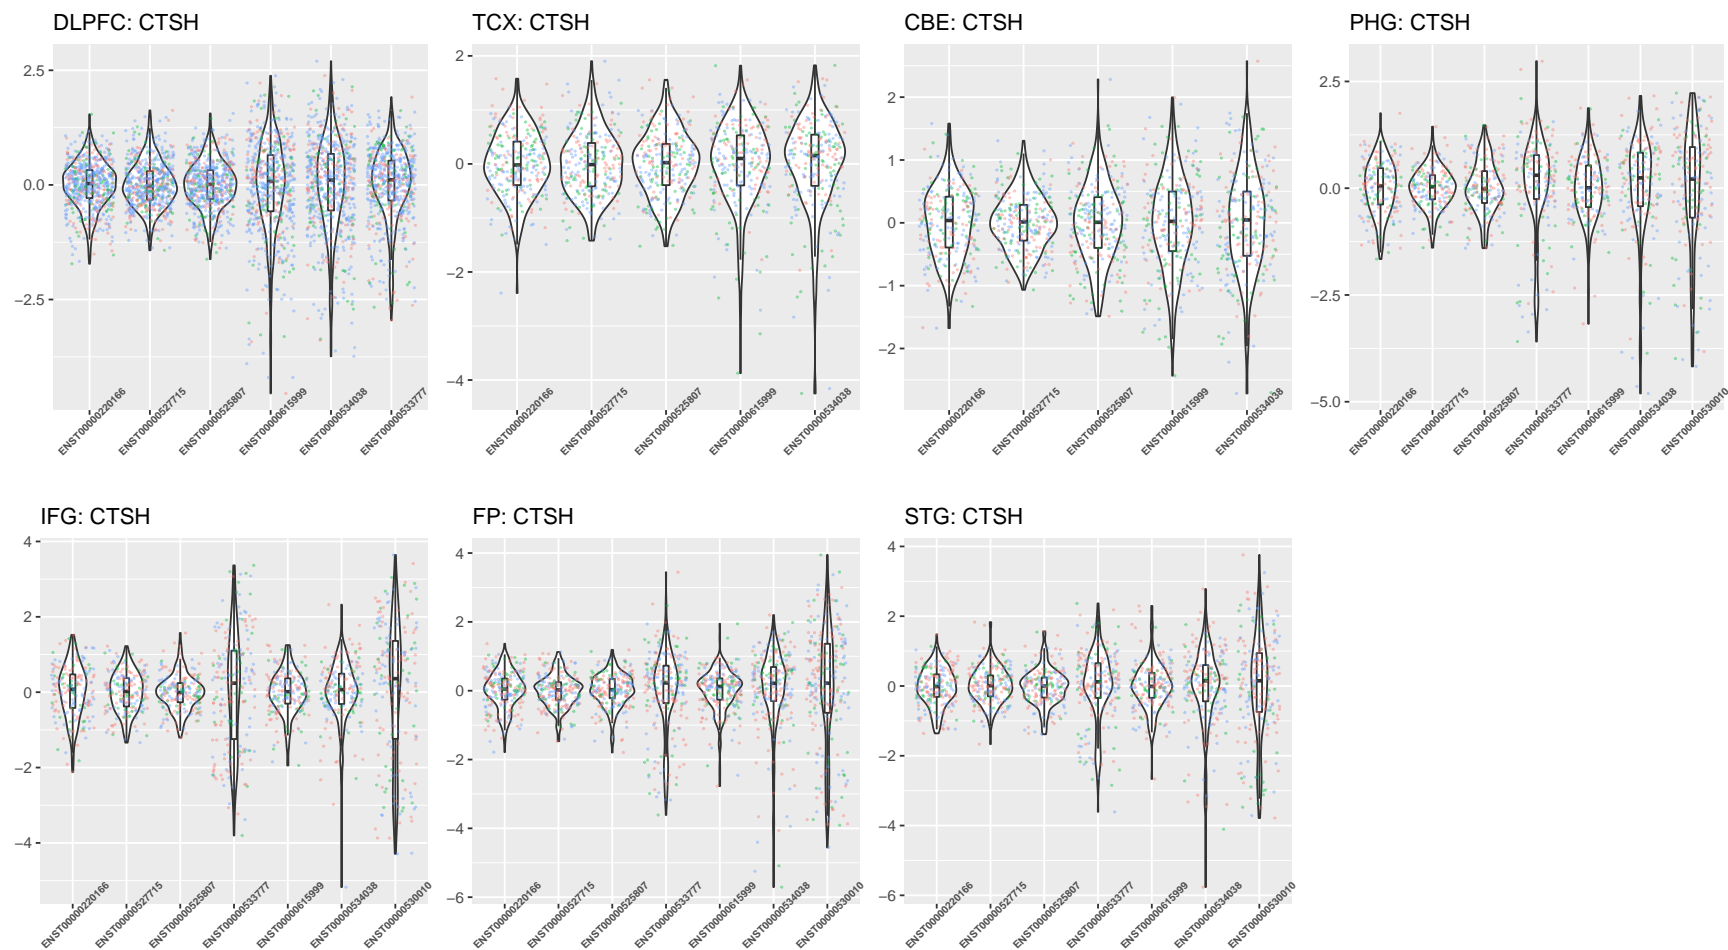 DLPFC: CTSH
TCX: CTSH
CBE: CTSH
PHG: CTSH
2.5
0.0
−2.5
ENST00000220166
ENST00000527715
ENST00000525807
ENST00000615999
ENST00000534038
ENST00000533777
2
0
−2
−4
ENST00000220166
ENST00000527715
ENST00000525807
ENST00000615999
ENST00000534038
2
1
0
−1
−2
ENST00000220166
ENST00000527715
ENST00000525807
ENST00000615999
ENST00000534038
2.5
0.0
−2.5
−5.0
ENST00000220166
ENST00000527715
ENST00000525807
ENST00000533777
ENST00000615999
ENST00000534038
ENST00000530010
IFG: CTSH
FP: CTSH
STG: CTSH
4
2
0
−2
−4
ENST00000220166
ENST00000527715
ENST00000525807
ENST00000533777
ENST00000615999
ENST00000534038
ENST00000530010
4
2
0
−2
−4
−6
ENST00000220166
ENST00000527715
ENST00000525807
ENST00000533777
ENST00000615999
ENST00000534038
ENST00000530010
4
2
0
−2
−4
−6
ENST00000220166
ENST00000527715
ENST00000525807
ENST00000533777
ENST00000615999
ENST00000534038
ENST00000530010